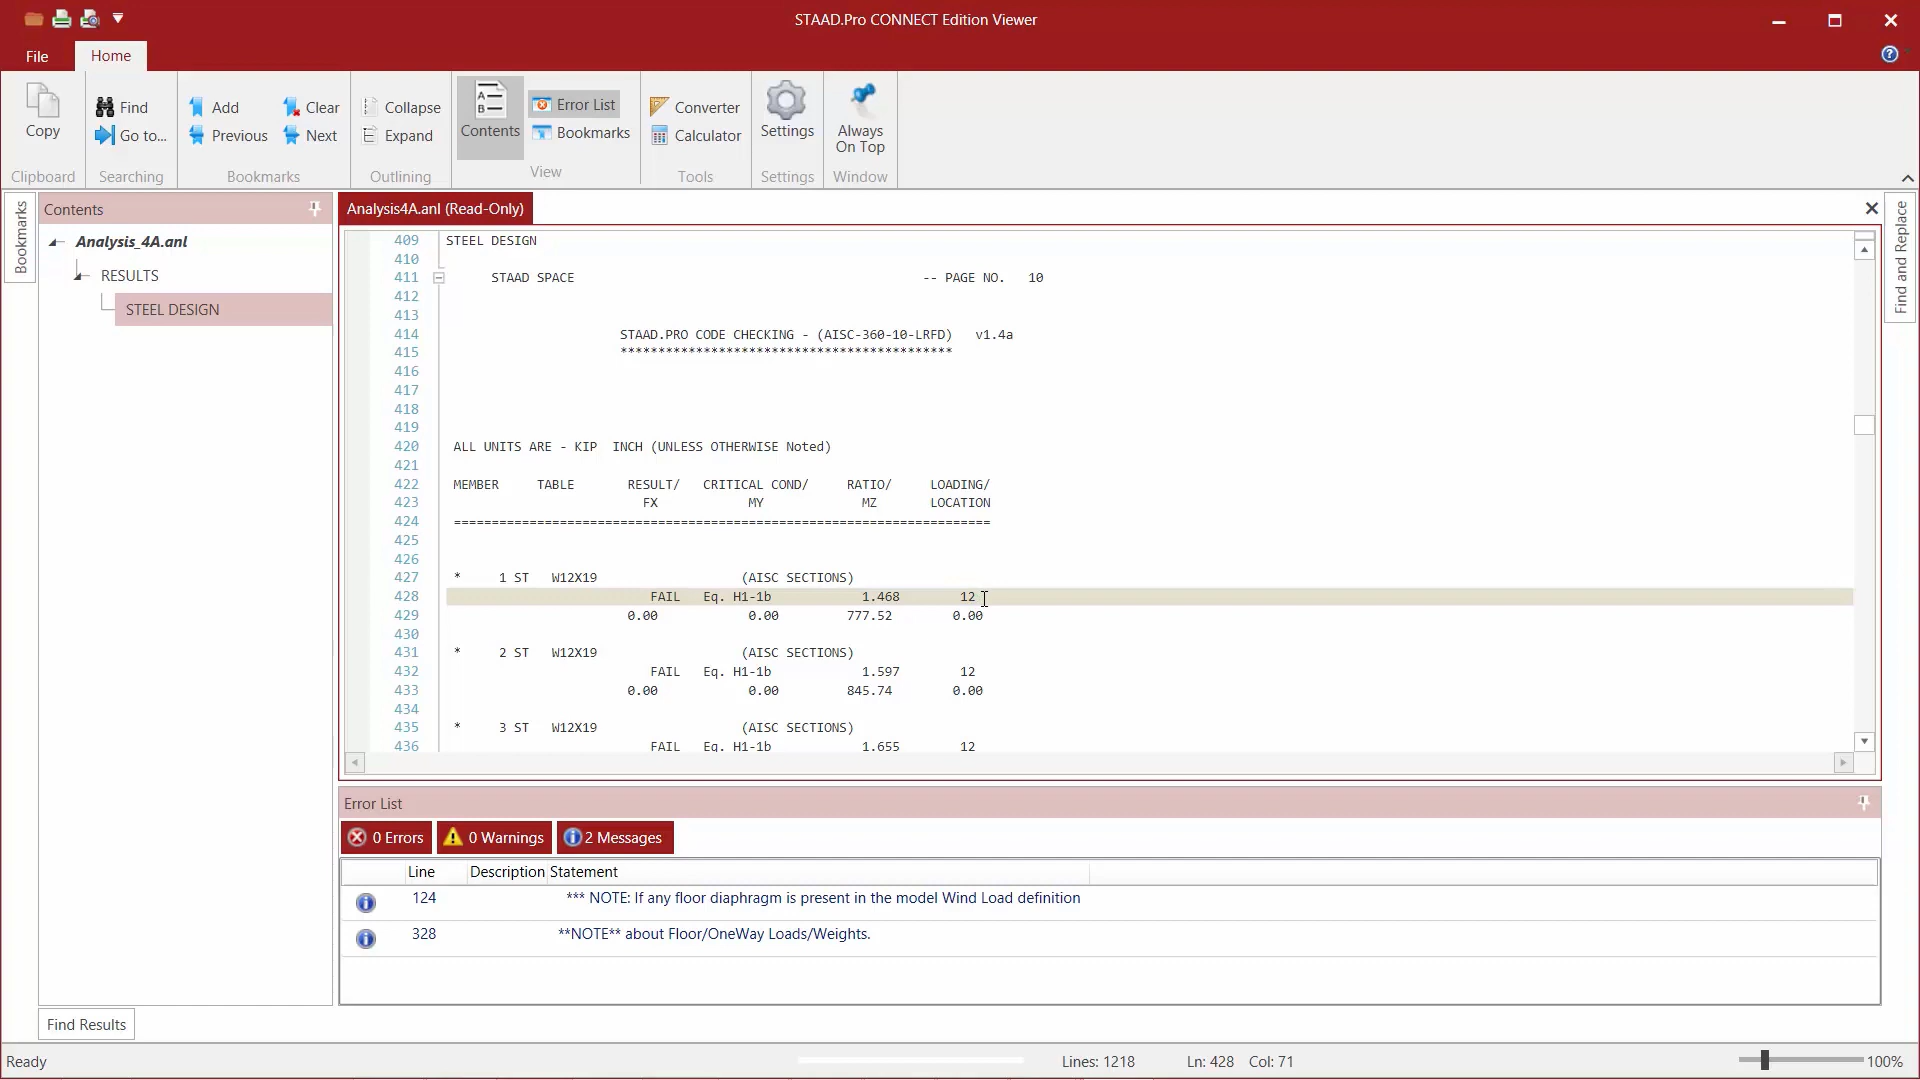 STAAD.Pro CONNECT Edition Viewer
File Home
Copy Find Go to... Add Previous Clear Next Collapse Expand Contents Error List Bookmarks Converter Calculator Settings Always On Top
Clipboard Searching Bookmarks Outlining View Tools Settings Window
Bookmarks
Contents
Analysis_4A.anl
RESULTS
STEEL DESIGN
Analysis4A.anl (Read-Only)
Find and Replace
409 STEEL DESIGN
410
411 STAAD SPACE -- PAGE NO. 10
412
413
414 STAAD.PRO CODE CHECKING - (AISC-360-10-LRFD) v1.4a
415 ********************************************
416
417
418
419
420 ALL UNITS ARE - KIP INCH (UNLESS OTHERWISE Noted)
421
422 MEMBER TABLE RESULT/ CRITICAL COND/ RATIO/ LOADING/
423 FX MY MZ LOCATION
424 =======================================================================
425
426
427 * 1 ST W12X19 (AISC SECTIONS)
428 FAIL Eq. H1-1b 1.468 12
429 0.00 0.00 777.52 0.00
430
431 * 2 ST W12X19 (AISC SECTIONS)
432 FAIL Eq. H1-1b 1.597 12
433 0.00 0.00 845.74 0.00
434
435 * 3 ST W12X19 (AISC SECTIONS)
436 FAIL Eq. H1-1b 1.655 12
Error List
0 Errors 0 Warnings 2 Messages
Line Description Statement
124 *** NOTE: If any floor diaphragm is present in the model Wind Load definition
328 **NOTE** about Floor/OneWay Loads/Weights.
Find Results
Ready Lines: 1218 Ln: 428 Col: 71 100%